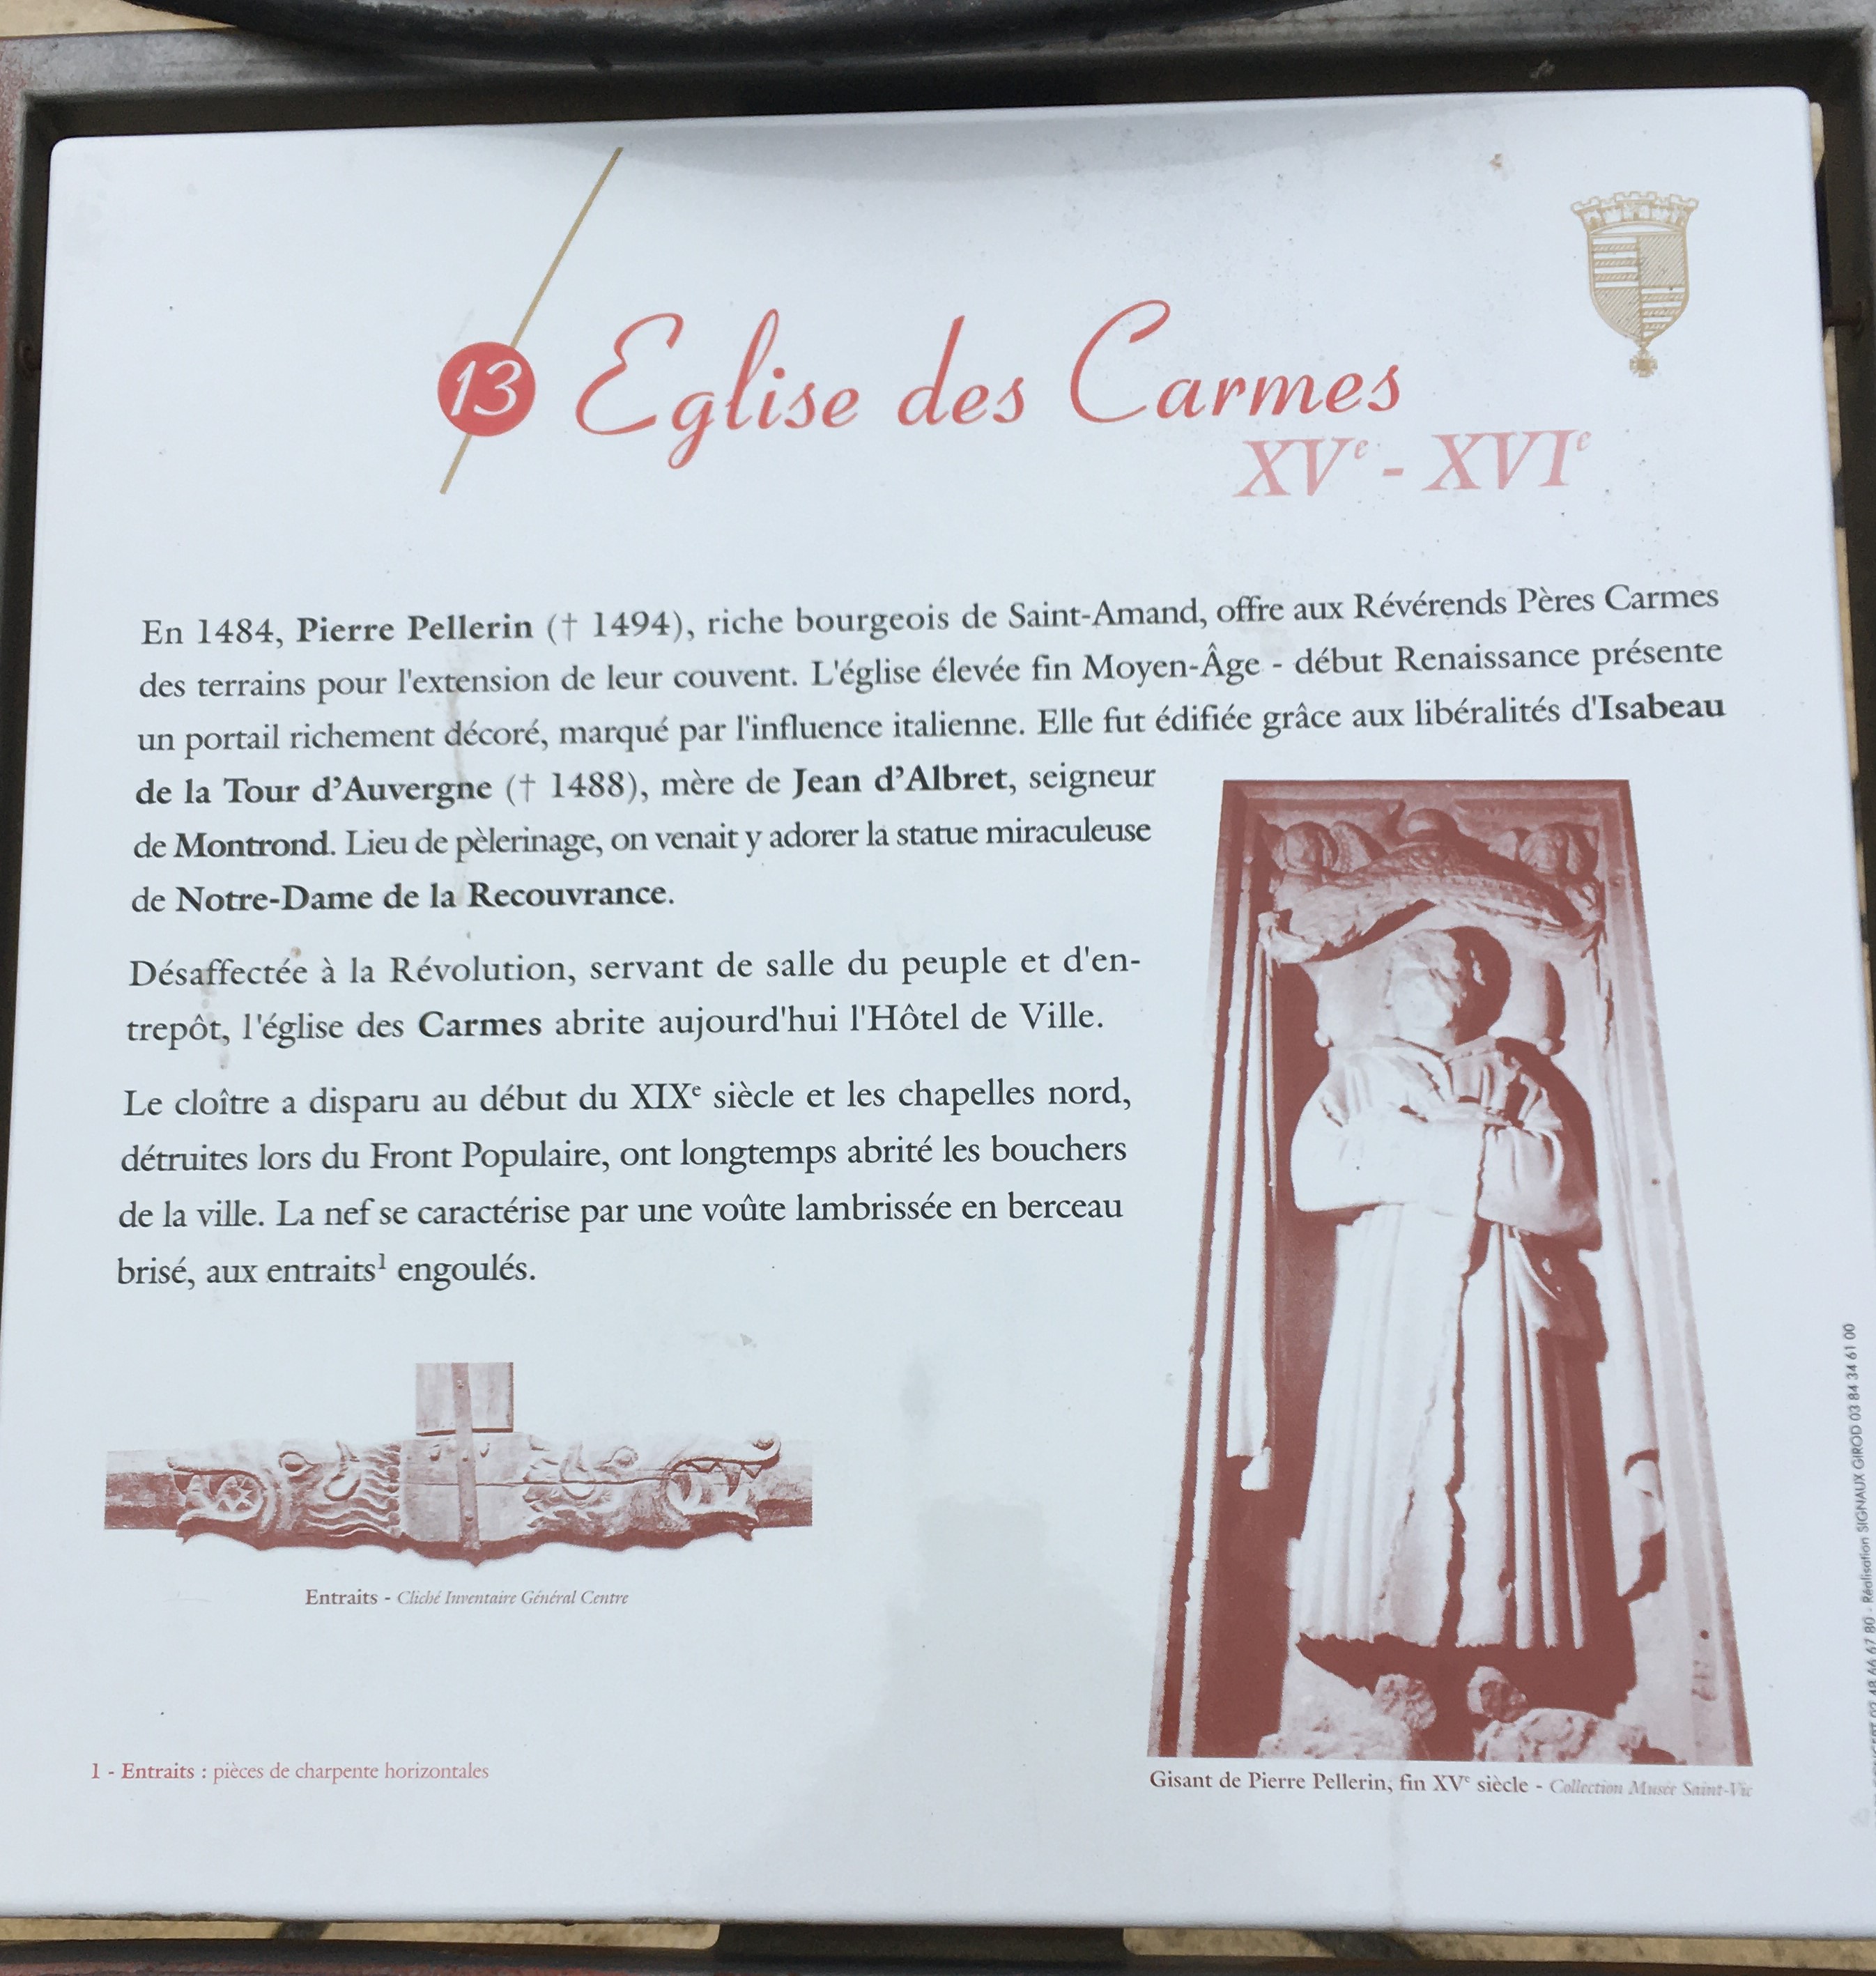 13 Eglise des Carmes
XVe - XVIe
En 1484, Pierre Pellerin († 1494), riche bourgeois de Saint-Amand, offre aux Révérends Pères Carmes
des terrains pour l'extension de leur couvent. L'église élevée fin Moyen-Âge - début Renaissance présente
un portail richement décoré, marqué par l'influence italienne. Elle fut édifiée grâce aux libéralités d'Isabeau
de la Tour d’Auvergne († 1488), mère de Jean d’Albret, seigneur
de Montrond. Lieu de pèlerinage, on venait y adorer la statue miraculeuse
de Notre-Dame de la Recouvrance.
Désaffectée à la Révolution, servant de salle du peuple et d'en-
trepôt, l'église des Carmes abrite aujourd'hui l'Hôtel de Ville.
Le cloître a disparu au début du XIXe siècle et les chapelles nord,
détruites lors du Front Populaire, ont longtemps abrité les bouchers
de la ville. La nef se caractérise par une voûte lambrissée en berceau
brisé, aux entraits1 engoulés.
Entraits - Cliché Inventaire Général Centre
1 - Entraits : pièces de charpente horizontales
Gisant de Pierre Pellerin, fin XVe siècle - Collection Musée Saint-Vic
48 66 67 80 - Réalisation SIGNAUX GIROD 03 84 34 61 00